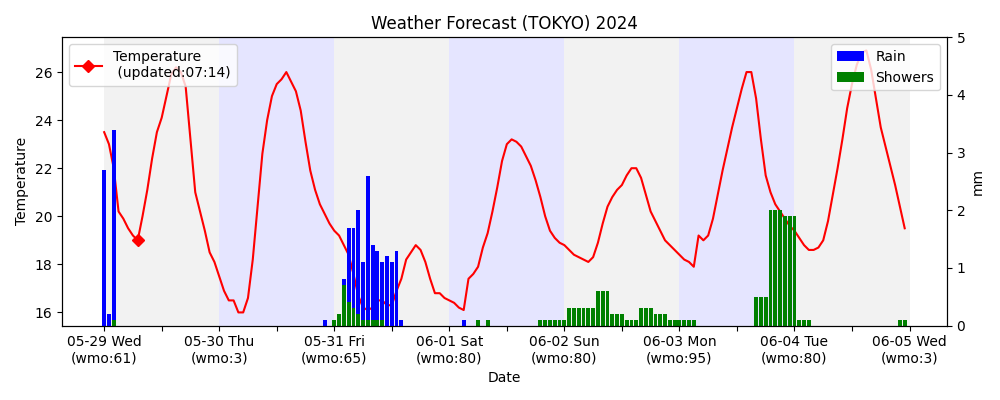 Weather Forecast (TOKYO) 2024
Temperature
(updated:07:14)
Rain
Showers
Temperature
26
24
22
20
18
16
5
4
3
2
1
0
mm
05-29 Wed 05-30 Thu 05-31 Fri 06-01 Sat 06-02 Sun 06-03 Mon 06-04 Tue 06-05 Wed
(wmo:61) (wmo:3) (wmo:65) (wmo:80) (wmo:80) (wmo:95) (wmo:80) (wmo:3)
Date